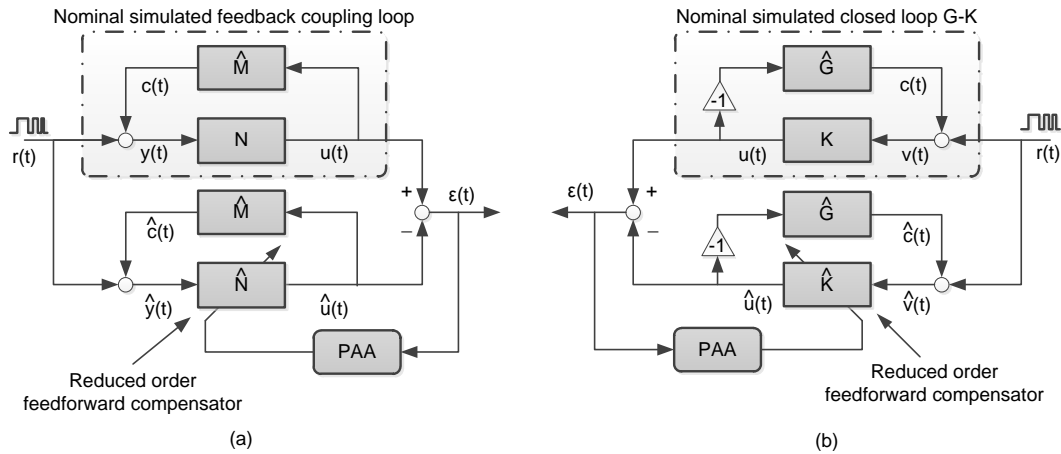 Nominal simulated feedback coupling loop
M̂
c(t)
r(t)
y(t)
N
u(t)
+
−
ε(t)
M̂
ĉ(t)
ŷ(t)
N̂
û(t)
PAA
Reduced order
feedforward compensator
(a)
Nominal simulated closed loop G-K
Ĝ
-1
c(t)
u(t)
K
v(t)
r(t)
ε(t)
+
−
Ĝ
-1
ĉ(t)
û(t)
K̂
v̂(t)
PAA
Reduced order
feedforward compensator
(b)